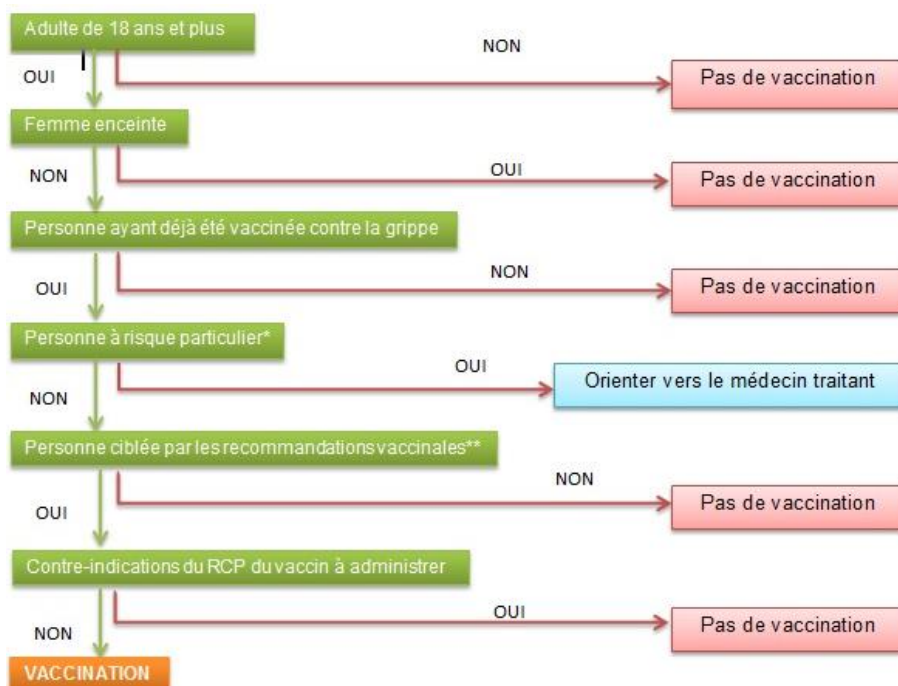 Adulte de 18 ans et plus
NON
OUI
Pas de vaccination
Femme enceinte
OUI
NON
Pas de vaccination
Personne ayant déjà été vaccinée contre la grippe
NON
OUI
Pas de vaccination
Personne à risque particulier*
OUI
NON
Orienter vers le médecin traitant
Personne ciblée par les recommandations vaccinales**
NON
OUI
Pas de vaccination
Contre-indications du RCP du vaccin à administrer
OUI
NON
Pas de vaccination
VACCINATION